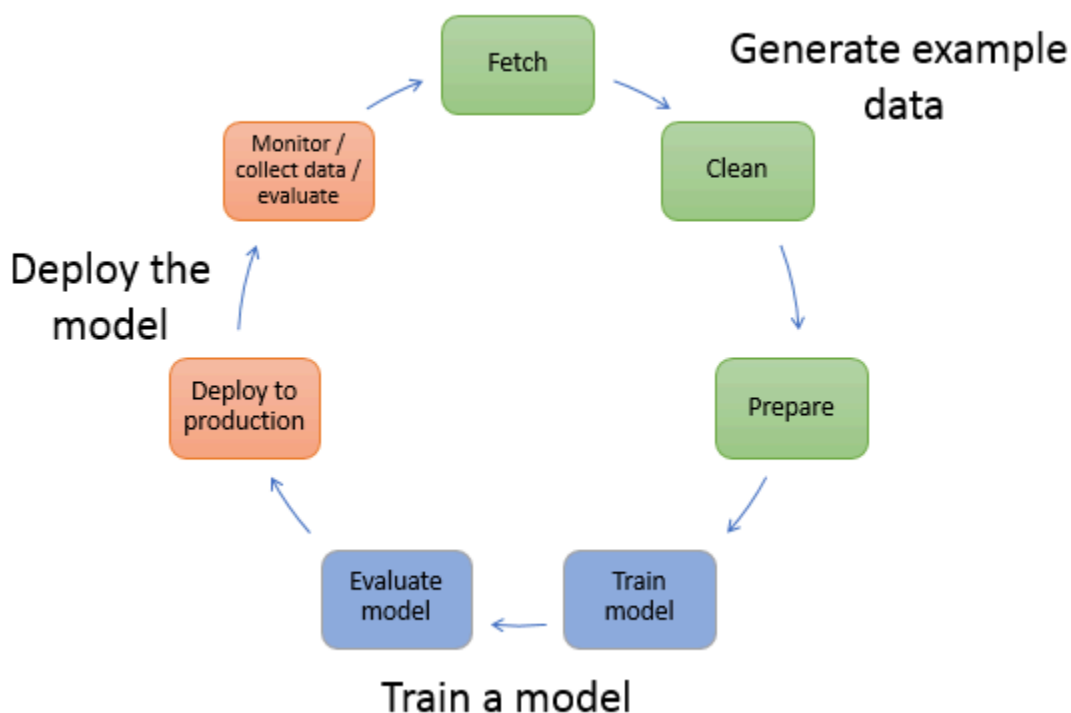 Fetch
Generate example
data
Clean
Prepare
Train
model
Train a model
Evaluate
model
Deploy to
production
Deploy the
model
Monitor /
collect data /
evaluate